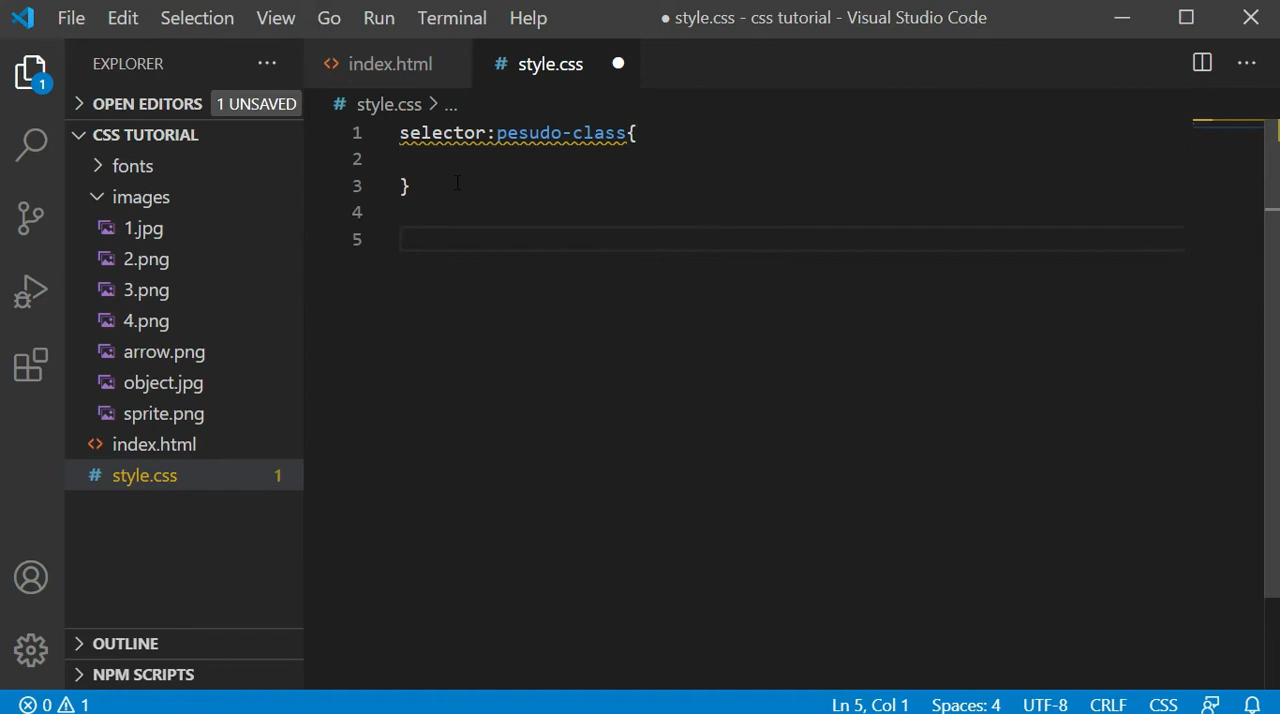 File Edit Selection View Go Run Terminal Help ● style.css - css tutorial - Visual Studio Code
EXPLORER ...
index.html
# style.css
1
> OPEN EDITORS 1 UNSAVED
# style.css > ...
CSS TUTORIAL
1 selector:pesudo-class{
fonts
2
images
3 }
1.jpg
4
2.png
5
3.png
4.png
arrow.png
object.jpg
sprite.png
index.html
# style.css 1
OUTLINE
NPM SCRIPTS
0 1 Ln 5, Col 1 Spaces: 4 UTF-8 CRLF CSS